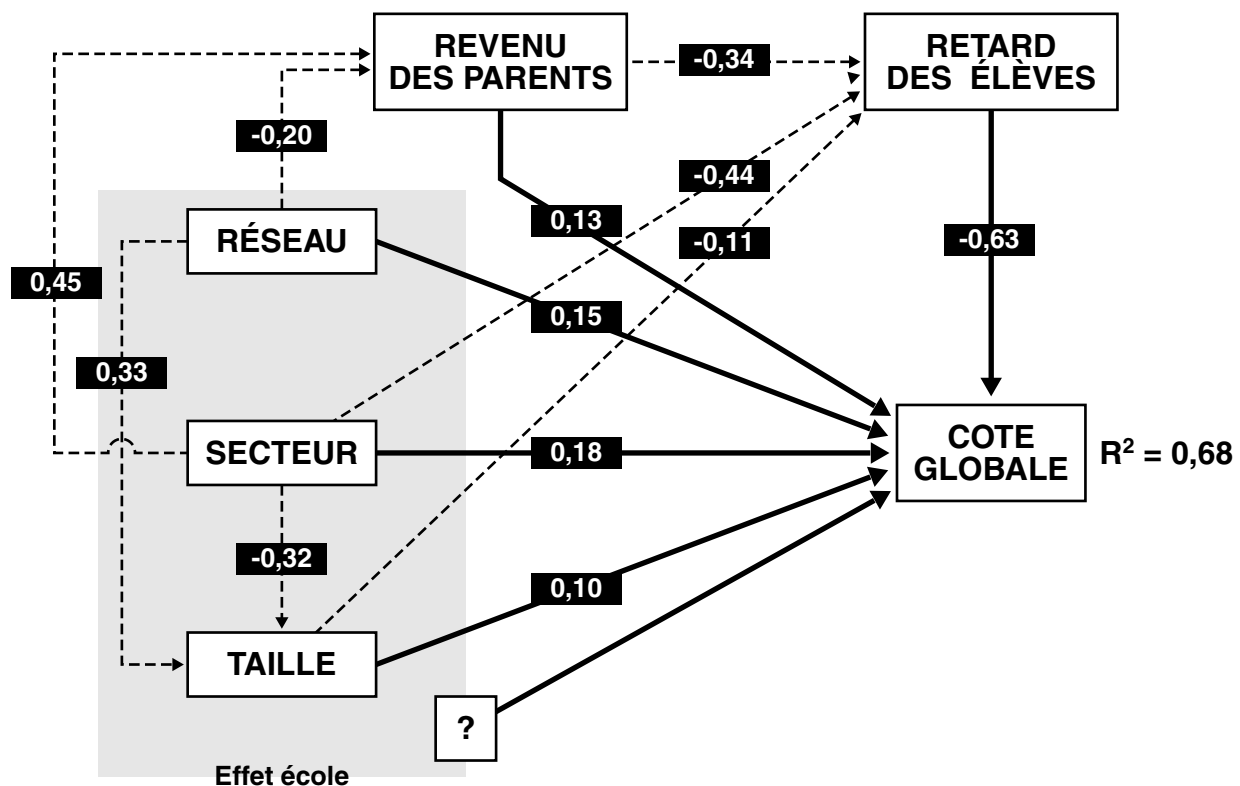 REVENU
DES PARENTS
-0,34
RETARD
DES ÉLÈVES
-0,20
-0,44
0,13
RÉSEAU
-0,11
-0,63
0,45
0,15
0,33
SECTEUR
0,18
COTE
GLOBALE
R² = 0,68
-0,32
0,10
TAILLE
?
Effet école